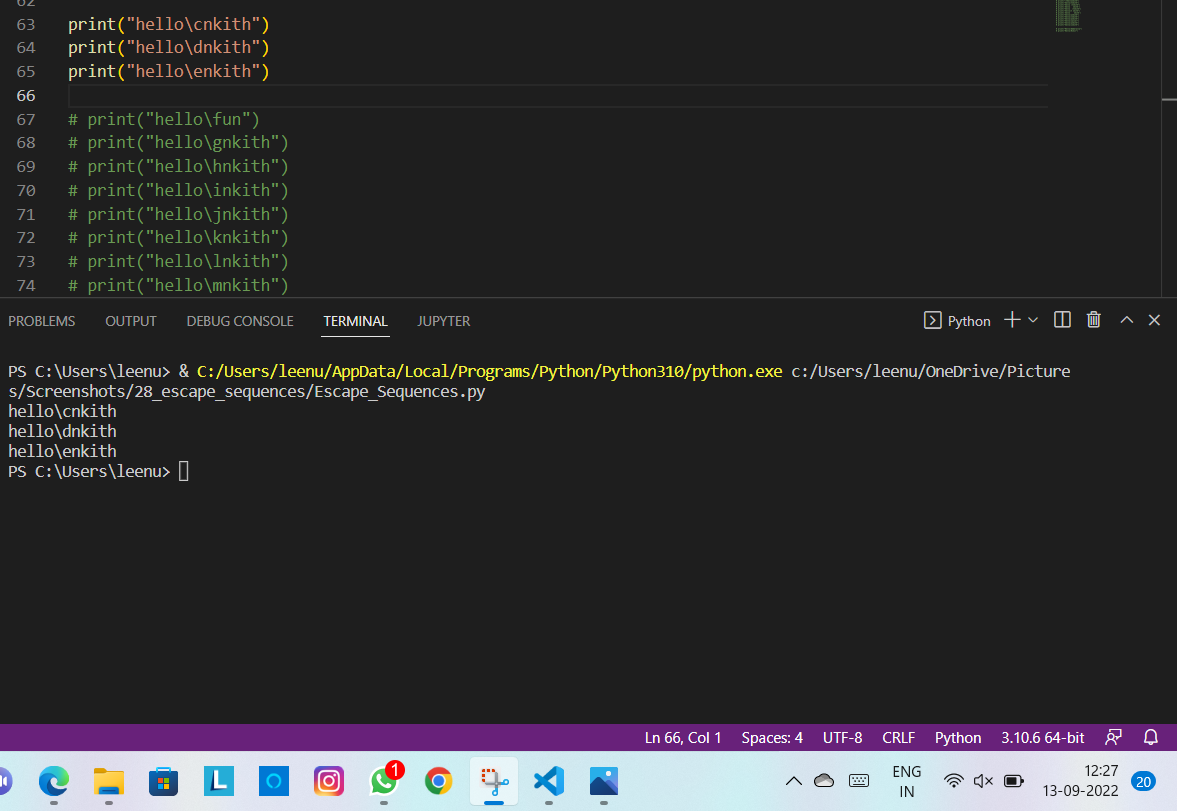 62
63 print("hello\cnkith")
64 print("hello\dnkith")
65 print("hello\enkith")
66
67 # print("hello\fun")
68 # print("hello\gnkith")
69 # print("hello\hnkith")
70 # print("hello\inkith")
71 # print("hello\jnkith")
72 # print("hello\knkith")
73 # print("hello\lnkith")
74 # print("hello\mnkith")
PROBLEMS OUTPUT DEBUG CONSOLE TERMINAL JUPYTER Python
PS C:\Users\leenu> & C:/Users/leenu/AppData/Local/Programs/Python/Python310/python.exe c:/Users/leenu/OneDrive/Picture
s/Screenshots/28_escape_sequences/Escape_Sequences.py
hello\cnkith
hello\dnkith
hello\enkith
PS C:\Users\leenu>
Ln 66, Col 1 Spaces: 4 UTF-8 CRLF Python 3.10.6 64-bit
1
ENG
IN
12:27
13-09-2022
20